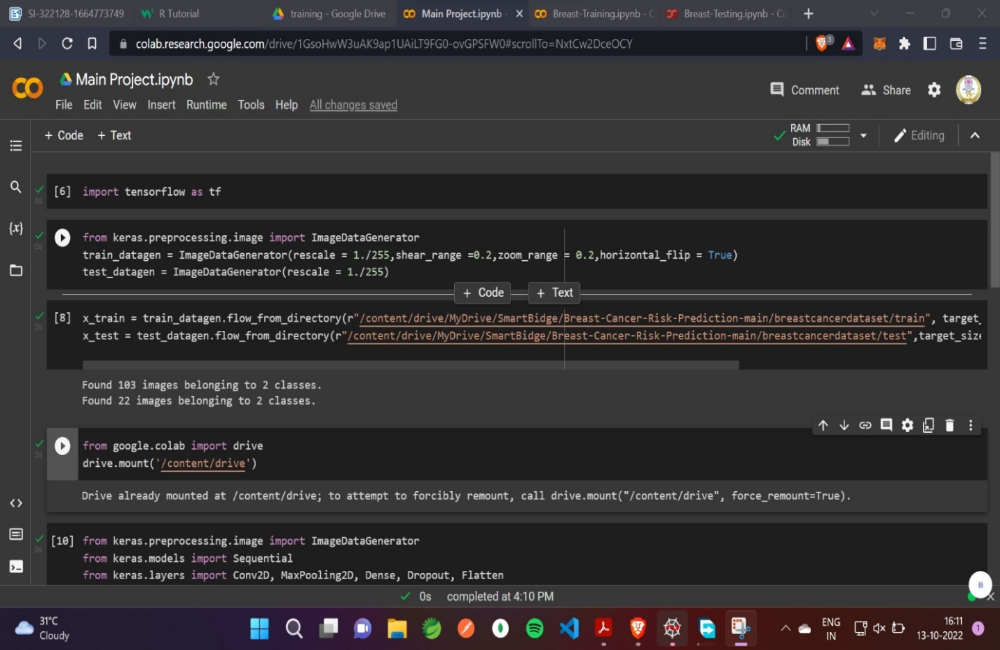 SI-322128-1664773749
R Tutorial
training - Google Drive
Main Project.ipynb -
Breast-Training.ipynb - C
Breast-Testing.ipynb - Co
colab.research.google.com/drive/1GsoHwW3uAK9ap1UAiLT9FG0-ovGPSFW0#scrollTo=NxtCw2DceOCY
3
Main Project.ipynb
Comment
Share
File Edit View Insert Runtime Tools Help All changes saved
+ Code + Text
RAM
Disk
Editing
[6] import tensorflow as tf
0s
from keras.preprocessing.image import ImageDataGenerator
0s
train_datagen = ImageDataGenerator(rescale = 1./255,shear_range =0.2,zoom_range = 0.2,horizontal_flip = True)
test_datagen = ImageDataGenerator(rescale = 1./255)
+ Code + Text
[8] x_train = train_datagen.flow_from_directory(r"/content/drive/MyDrive/SmartBidge/Breast-Cancer-Risk-Prediction-main/breastcancerdataset/train", target_
2s
x_test = test_datagen.flow_from_directory(r"/content/drive/MyDrive/SmartBidge/Breast-Cancer-Risk-Prediction-main/breastcancerdataset/test",target_size
Found 103 images belonging to 2 classes.
Found 22 images belonging to 2 classes.
from google.colab import drive
3s
drive.mount('/content/drive')
Drive already mounted at /content/drive; to attempt to forcibly remount, call drive.mount("/content/drive", force_remount=True).
[10] from keras.preprocessing.image import ImageDataGenerator
0s
from keras.models import Sequential
from keras.layers import Conv2D, MaxPooling2D, Dense, Dropout, Flatten
0s completed at 4:10 PM
B
31°C
Cloudy
ENG
IN
16:11
13-10-2022
1